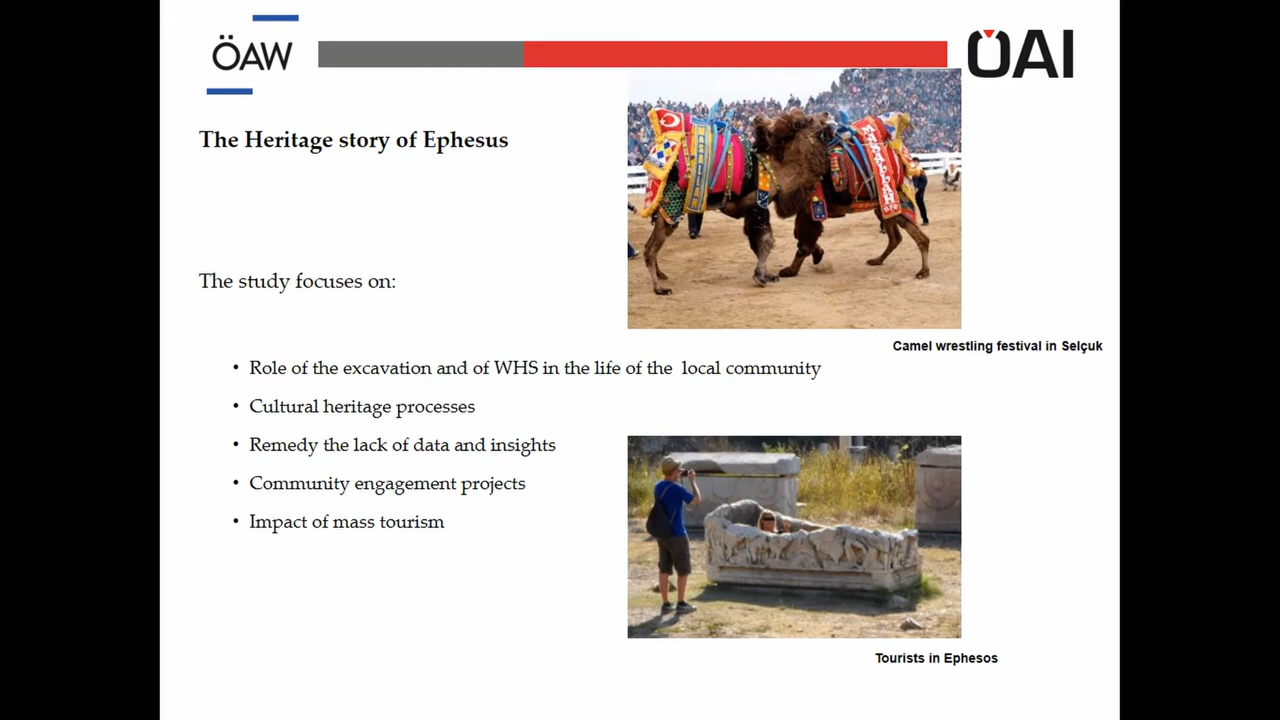 ÖAW
ÖAI
The Heritage story of Ephesus
MAŞALLAH
MAŞALLAH
Camel wrestling festival in Selçuk
The study focuses on:
• Role of the excavation and of WHS in the life of the local community
• Cultural heritage processes
• Remedy the lack of data and insights
• Community engagement projects
• Impact of mass tourism
Tourists in Ephesos